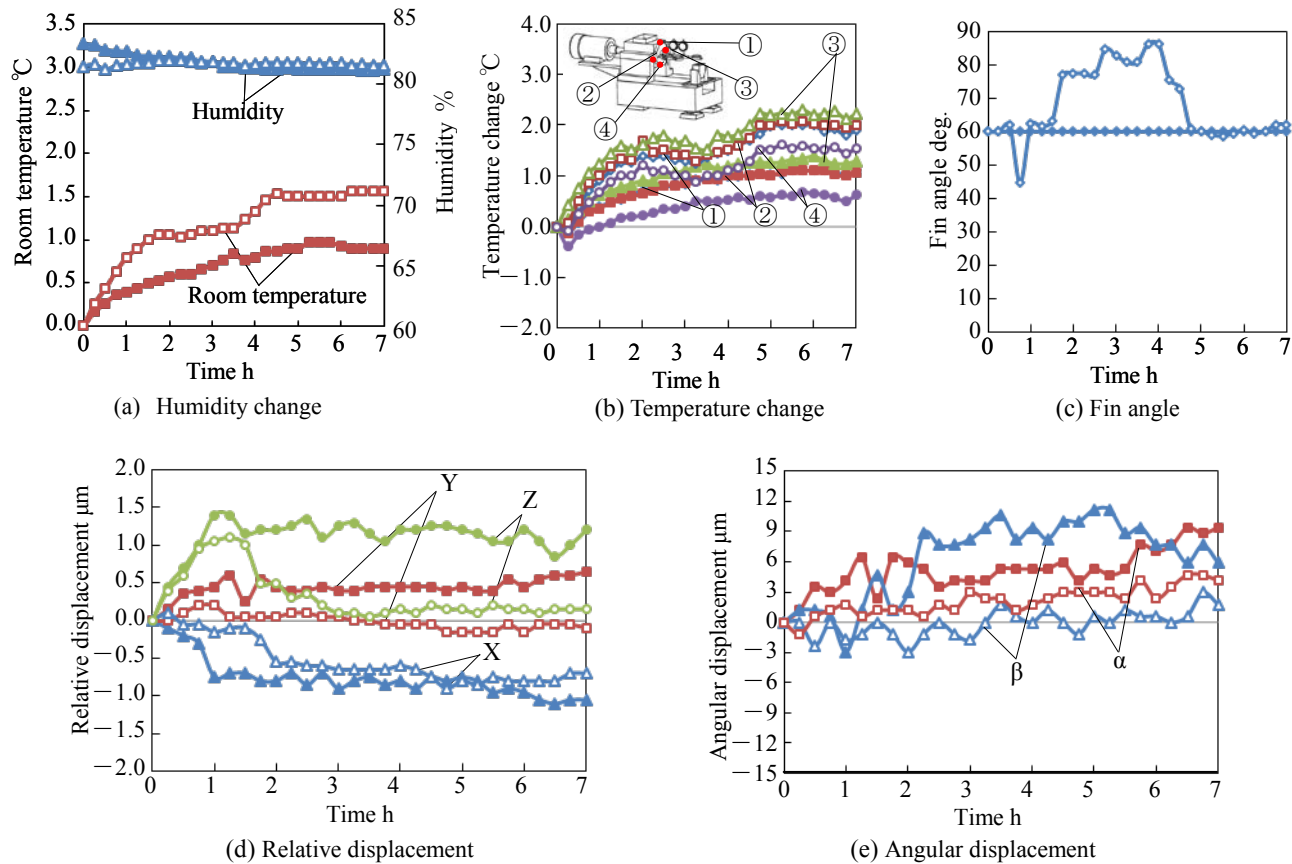 3.5
3.0
2.5
2.0
1.5
1.0
0.5
0.0
Room temperature ℃
85
80
75
70
65
60
Humidity %
Humidity
Room temperature
0 1 2 3 4 5 6 7
Time h
(a) Humidity change
4.0
3.0
2.0
1.0
0.0
−1.0
−2.0
Temperature change ℃
① ② ③ ④
③
③
① ② ④
0 1 2 3 4 5 6 7
Time h
(b) Temperature change
90
80
70
60
50
40
30
20
10
0
Fin angle deg.
0 1 2 3 4 5 6 7
Time h
(c) Fin angle
2.0
1.5
1.0
0.5
0.0
−0.5
−1.0
−1.5
−2.0
Relative displacement μm
Y
Z
X
0 1 2 3 4 5 6 7
Time h
(d) Relative displacement
15
12
9
6
3
0
−3
−6
−9
−12
−15
Angular displacement μm
β
α
0 1 2 3 4 5 6 7
Time h
(e) Angular displacement